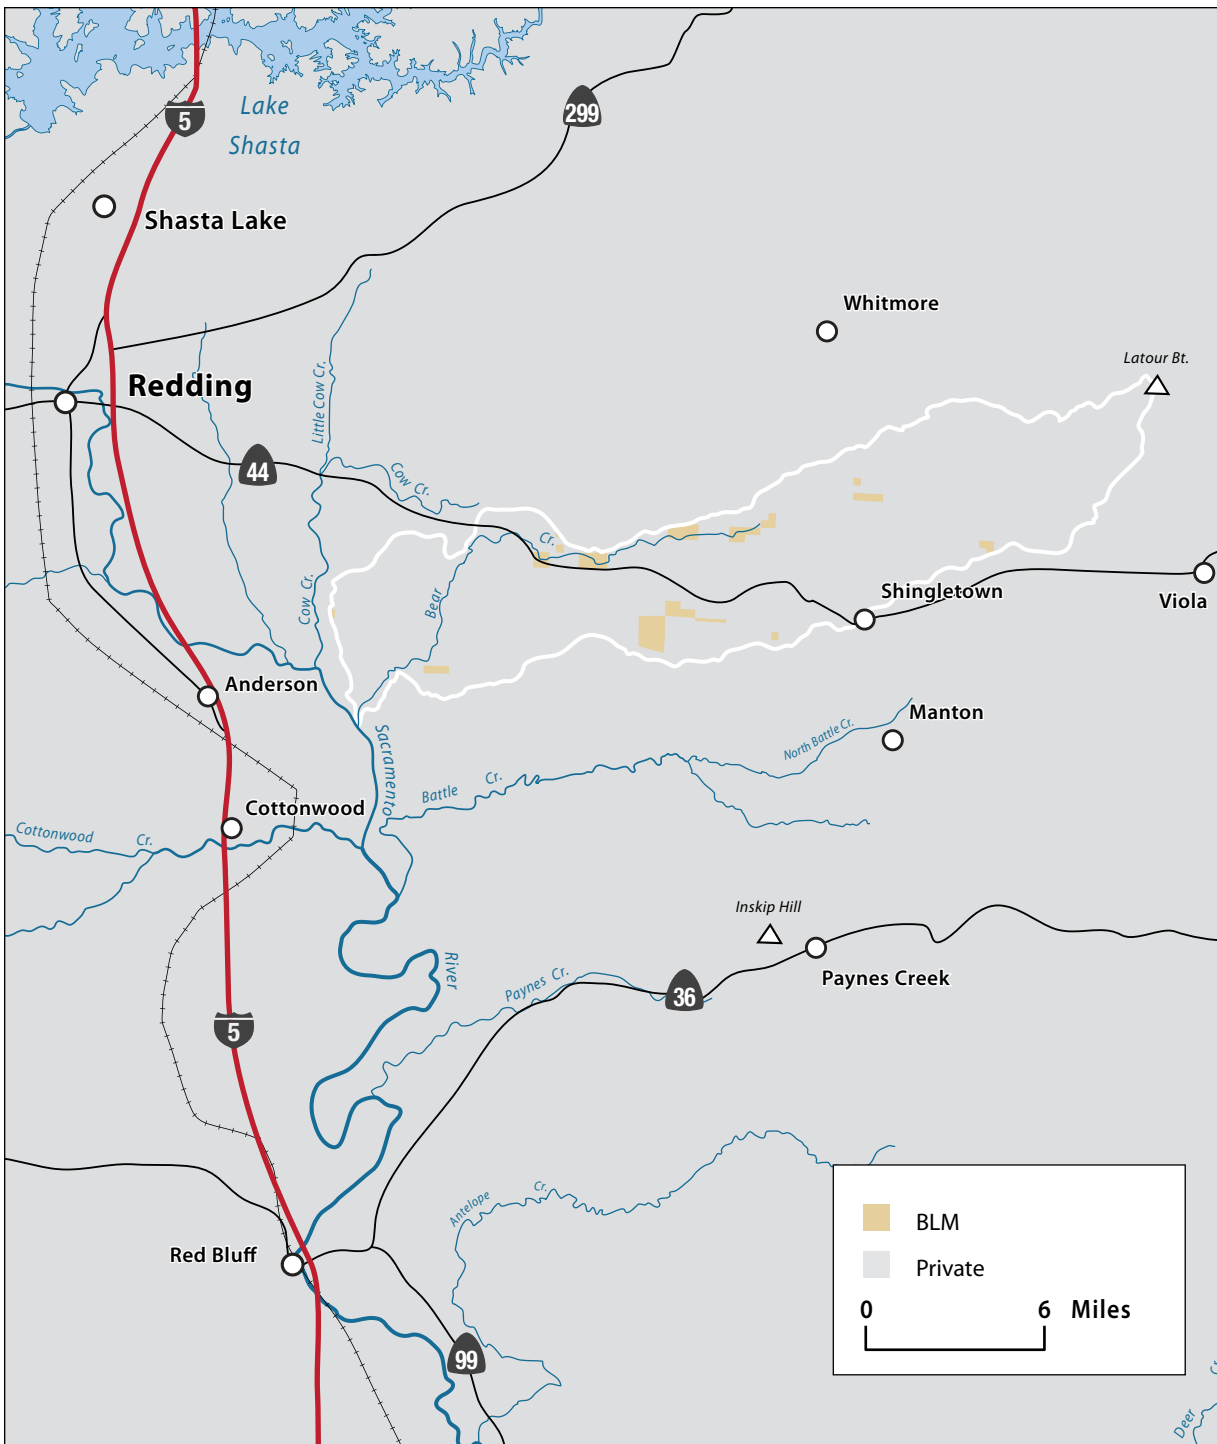 5
Lake
Shasta
299
Shasta Lake
Whitmore
Latour Bt.
Redding
Little Cow Cr.
44
Cow Cr.
Cr.
Cow Cr.
Bear
Shingletown
Viola
Anderson
Manton
Sacramento
North Battle Cr.
Battle Cr.
Cottonwood
Cottonwood Cr.
Inskip Hill
River
Paynes Cr.
36
Paynes Creek
5
Antelope Cr.
Red Bluff
BLM
Private
0 6 Miles
99
Deer Cr.